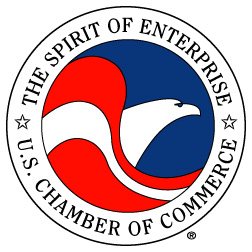 THE SPIRIT OF ENTERPRISE
☆ U.S. CHAMBER OF COMMERCE ☆
®